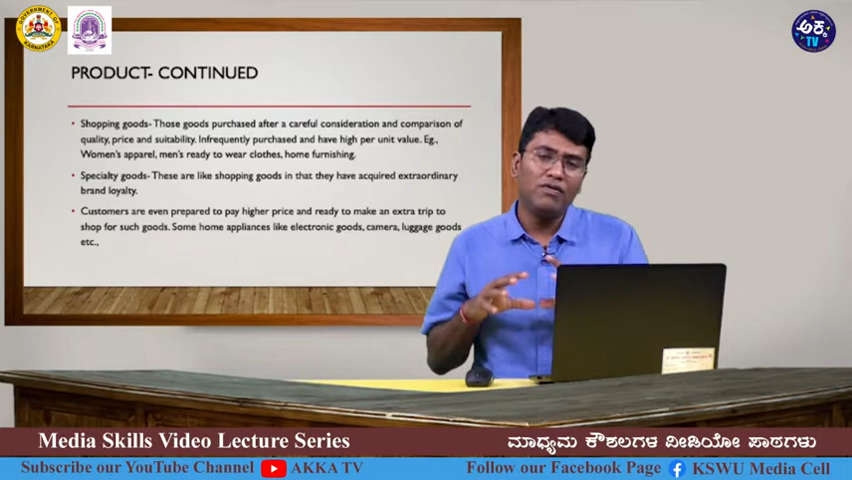 GOVERNMENT OF
KARNATAKA
ಅಕ್ಕ
TV
PRODUCT- CONTINUED
• Shopping goods- Those goods purchased after a careful consideration and comparison of
quality, price and suitability. Infrequently purchased and have high per unit value. Eg.,
Women's apparel, men's ready to wear clothes, home furnishing.
• Specialty goods- These are like shopping goods in that they have acquired extraordinary
brand loyalty.
• Customers are even prepared to pay higher price and ready to make an extra trip to
shop for such goods. Some home appliances like electronic goods, camera, luggage goods
etc.,
Media Skills Video Lecture Series
ಮಾಧ್ಯಮ ಕೌಶಲಗಳ ವೀಡಿಯೋ ಪಾಠಗಳು
Subscribe our YouTube Channel AKKA TV
Follow our Facebook Page KSWU Media Cell